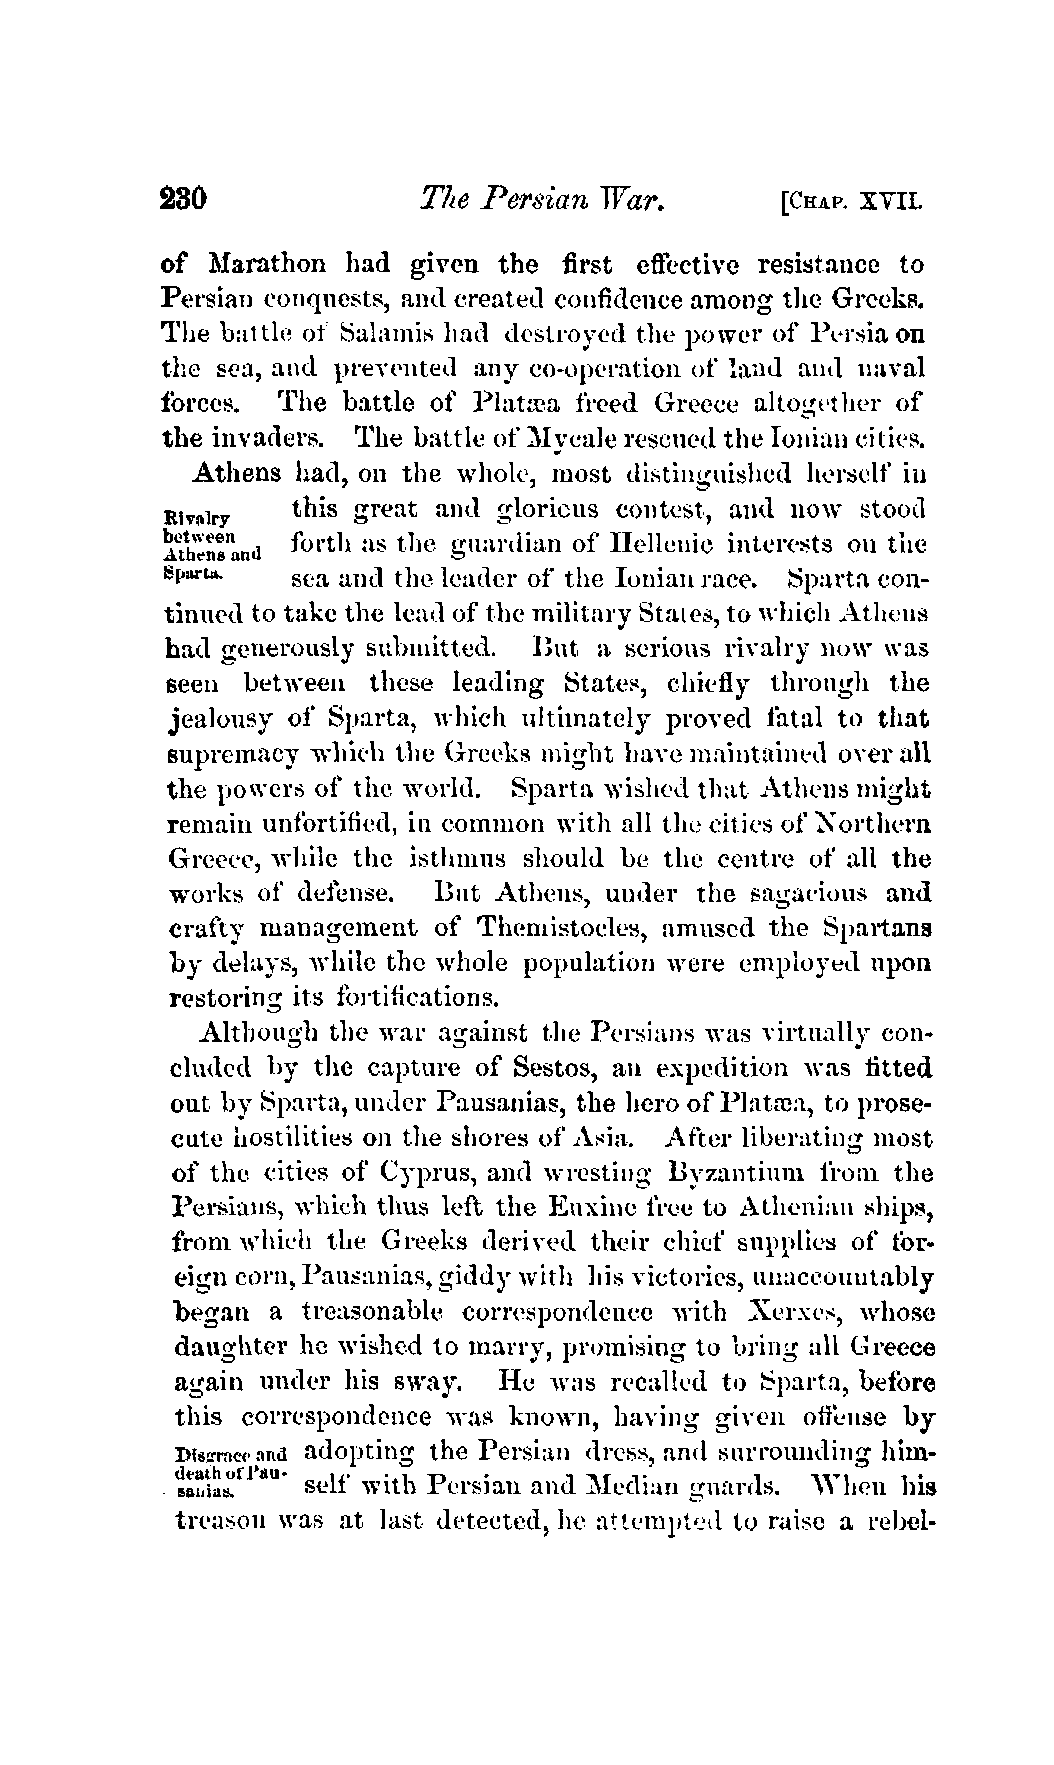 230 The Persian War. [CHAP. XVII.
of Marathon had given the first effective resistance to
Persian conquests, and created confidence among the Greeks.
The battle of Salamis had destroyed the power of Persia on
the sea, and prevented any co-operation of land and naval
forces. The battle of Platæa freed Greece altogether of
the invaders. The battle of Mycale rescued the Ionian cities.
Athens had, on the whole, most distinguished herself in
this great and glorious contest, and now stood
forth as the guardian of Hellenic interests on the
sea and the leader of the Ionian race. Sparta con-
Rivalry
between
Athens and
Sparta.
tinued to take the lead of the military States, to which Athens
had generously submitted. But a serious rivalry now was
seen between these leading States, chiefly through the
jealousy of Sparta, which ultimately proved fatal to that
supremacy which the Greeks might have maintained over all
the powers of the world. Sparta wished that Athens might
remain unfortified, in common with all the cities of Northern
Greece, while the isthmus should be the centre of all the
works of defense. But Athens, under the sagacious and
crafty management of Themistocles, amused the Spartans
by delays, while the whole population were employed upon
restoring its fortifications.
Although the war against the Persians was virtually con-
cluded by the capture of Sestos, an expedition was fitted
out by Sparta, under Pausanias, the hero of Platæa, to prose-
cute hostilities on the shores of Asia. After liberating most
of the cities of Cyprus, and wresting Byzantium from the
Persians, which thus left the Euxine free to Athenian ships,
from which the Greeks derived their chief supplies of for-
eign corn, Pausanias, giddy with his victories, unaccountably
began a treasonable correspondence with Xerxes, whose
daughter he wished to marry, promising to bring all Greece
again under his sway. He was recalled to Sparta, before
this correspondence was known, having given offense by
adopting the Persian dress, and surrounding him-
self with Persian and Median guards. When his
Disgrace and
death of Pau-
sanias.
treason was at last detected, he attempted to raise a rebel-